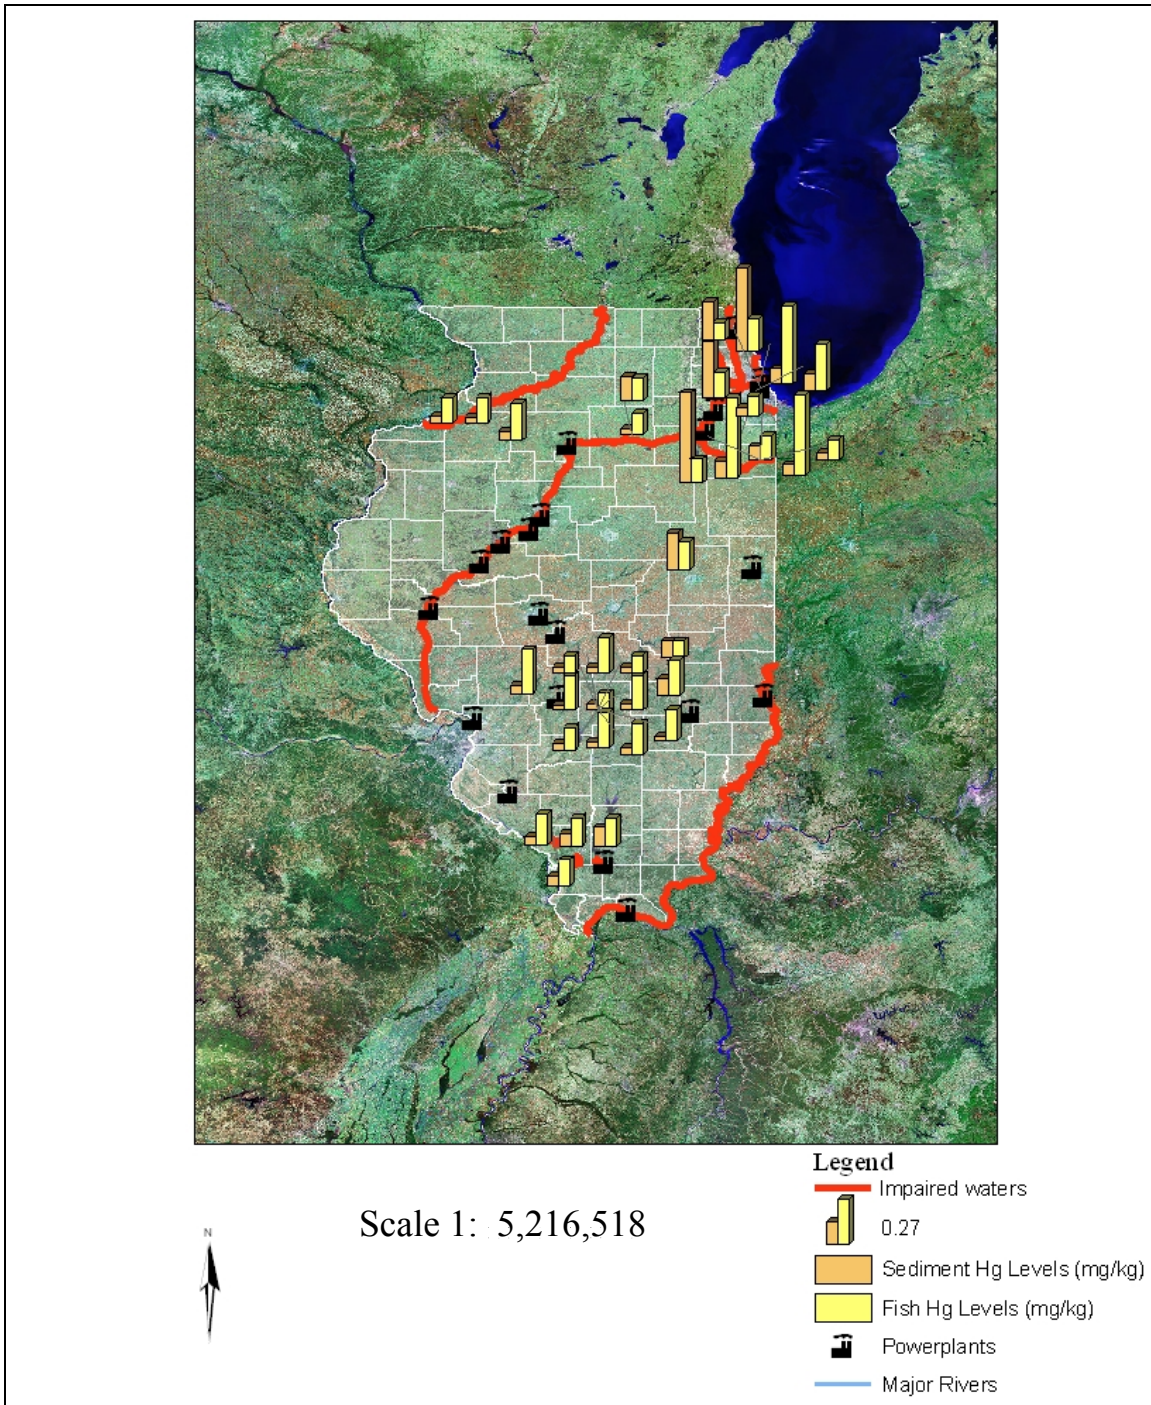 Legend
Impaired waters
0.27
Sediment Hg Levels (mg/kg)
Fish Hg Levels (mg/kg)
Powerplants
Major Rivers
Scale 1: 5,216,518
N